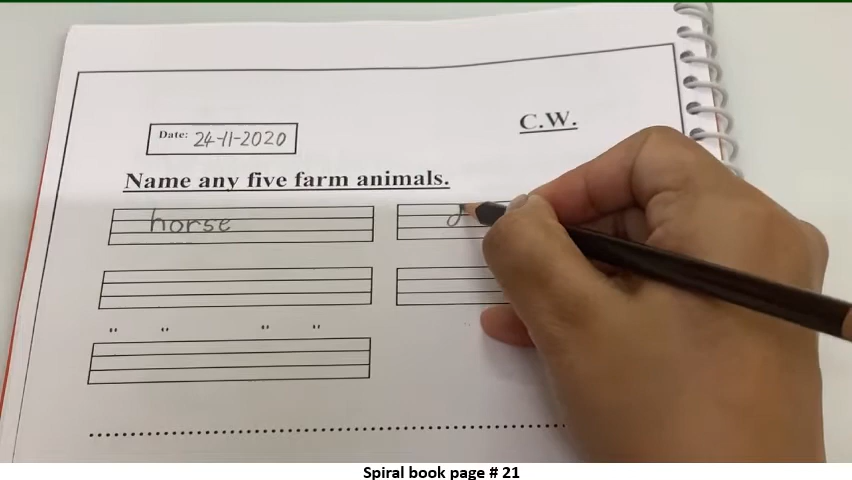 C.W.
Date: 24-11-2020
Name any five farm animals.
horse
Spiral book page # 21